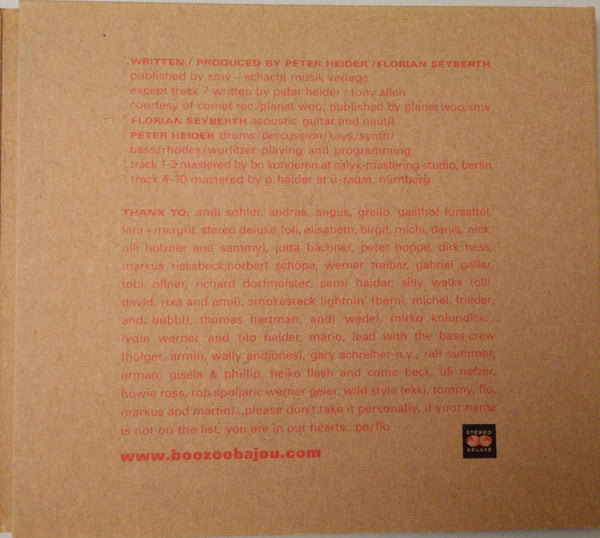 WRITTEN / PRODUCED BY PETER HEIDER / FLORIAN SEYBERTH
published by smv – schacht musik verlage
except track 7 written by peter heider / tony allen
courtesy of comet rec./planet woo, published by planet woo/smv
FLORIAN SEYBERTH acoustic guitar and nautik
PETER HEIDER drums/percussion/keys/synth/
bass/rhodes/wurlitzer playing and programming
track 1-3 mastered by bo konderen at calyx-mastering-studio, berlin
track 4-10 mastered by p. heider at u-raum, nürnberg
THANX TO: andi sehler, andraa, angus, grello, gasthof fürsattel,
lara + margrit, stereo deluxe (oli, elisabeth, birgit, michi, denis, nick,
olli holzner and sammy), jutta bächner, peter hoppe, dirk hess,
markus riessbeck,norbert schöpa, werner treiber, gabriel geller,
tobi zillner, richard dorfmeister, sami haidar, silly walks (olli,
david, rixa and emil), smokestack lightnin' (berni, michel, frieder,
and bubbl), thomas hartman, andi wedel, mirko kolundzic
lydia werner and tilo heider, mario, lead with the bass-crew
(holger, armin, wally andjones), gary schreiner-n.y., ralf summer,
erman, gisela & phillip, heiko flash and come beck, uli netzer,
howie ross, rob spoljaric werner geier, wild style (ekki, tommy, flo,
markus and martin)...please don't take it personally, if your name
is not on the list; you are in our hearts...pe/flo
www.boozoobajou.com
STEREO
DELUXE